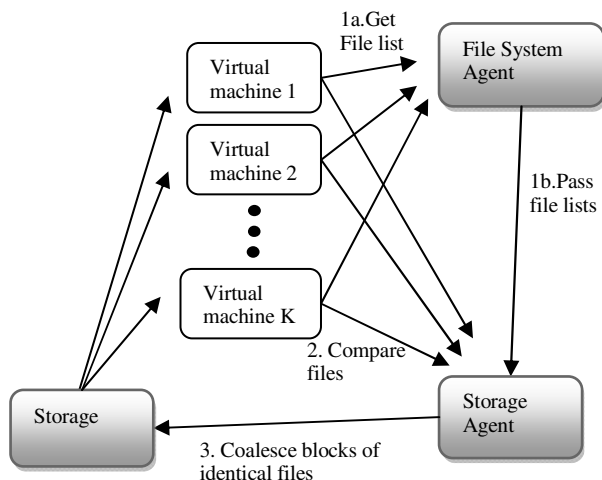 1a.Get
File list
Virtual
machine 1
File System
Agent
Virtual
machine 2
1b.Pass
file lists
Virtual
machine K
2. Compare
files
Storage
Storage
Agent
3. Coalesce blocks of
identical files